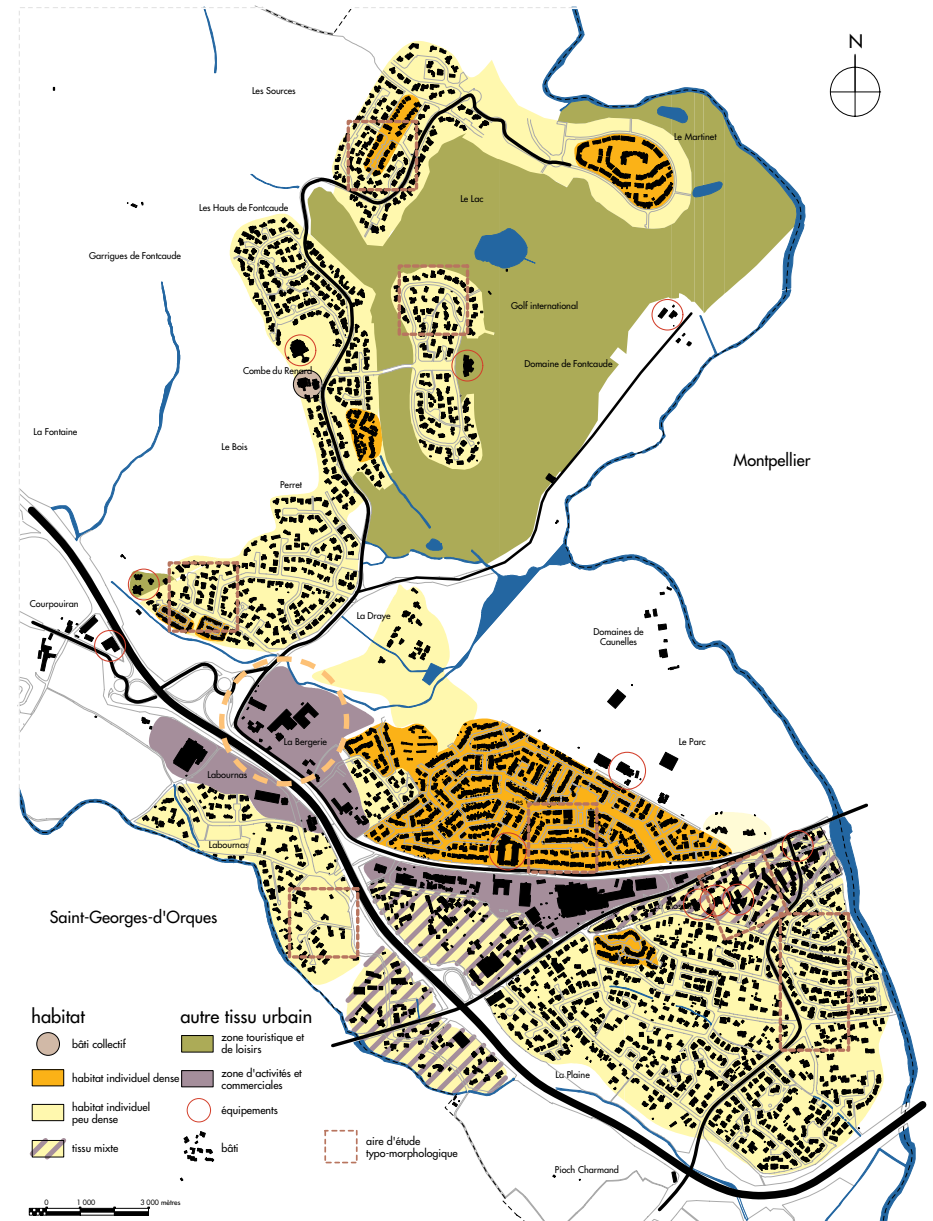 N
Les Sources
Le Martinet
Le Lac
Les Hauts de Fontcaude
Garrigues de Fontcaude
Golf international
Domaine de Fontcaude
Combe du Renard
La Fontaine
Le Bois
Montpellier
Perret
Courpouiran
La Draye
Domaines de
Caunelles
Le Parc
La Bergerie
Labournas
Labournas
Saint-Georges-d'Orques
La Plaine
Pioch Charmand
habitat
bâti collectif
habitat individuel dense
habitat individuel
peu dense
tissu mixte
autre tissu urbain
zone touristique et
de loisirs
zone d'activités et
commerciales
équipements
bâti
aire d'étude
typo-morphologique
0 1 000 3 000 mètres